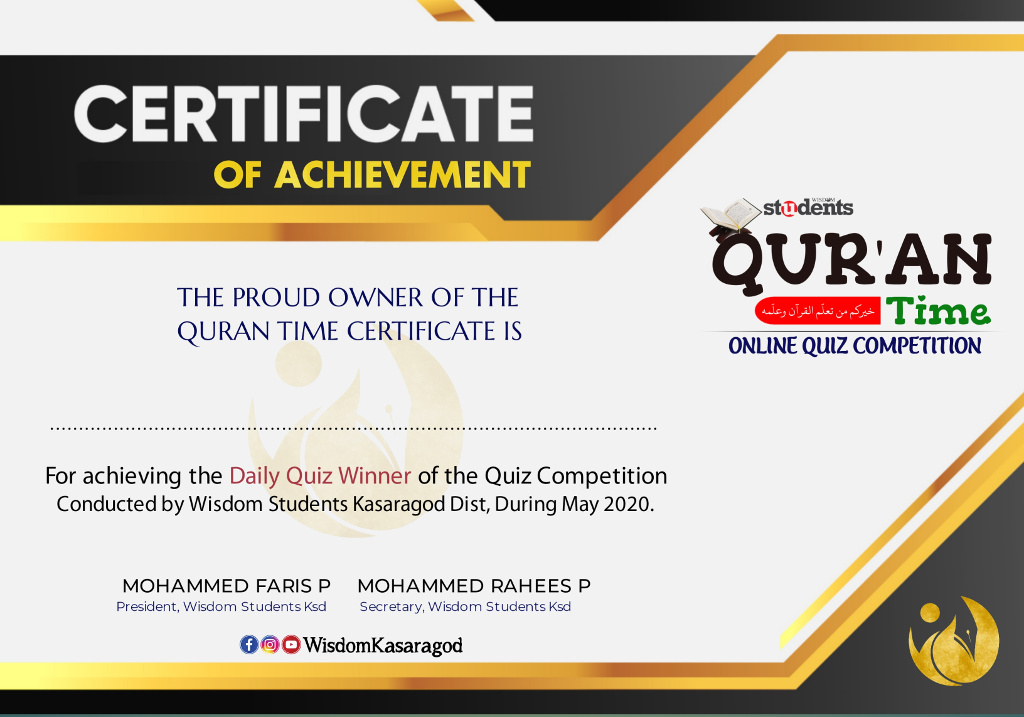 CERTIFICATE
OF ACHIEVEMENT
WISDOM
students
QUR'AN
خيركم من تعلّم القرآن وعلّمه
Time
ONLINE QUIZ COMPETITION
THE PROUD OWNER OF THE
QURAN TIME CERTIFICATE IS
For achieving the Daily Quiz Winner of the Quiz Competition
Conducted by Wisdom Students Kasaragod Dist, During May 2020.
MOHAMMED FARIS P MOHAMMED RAHEES P
President, Wisdom Students Ksd Secretary, Wisdom Students Ksd
WisdomKasaragod